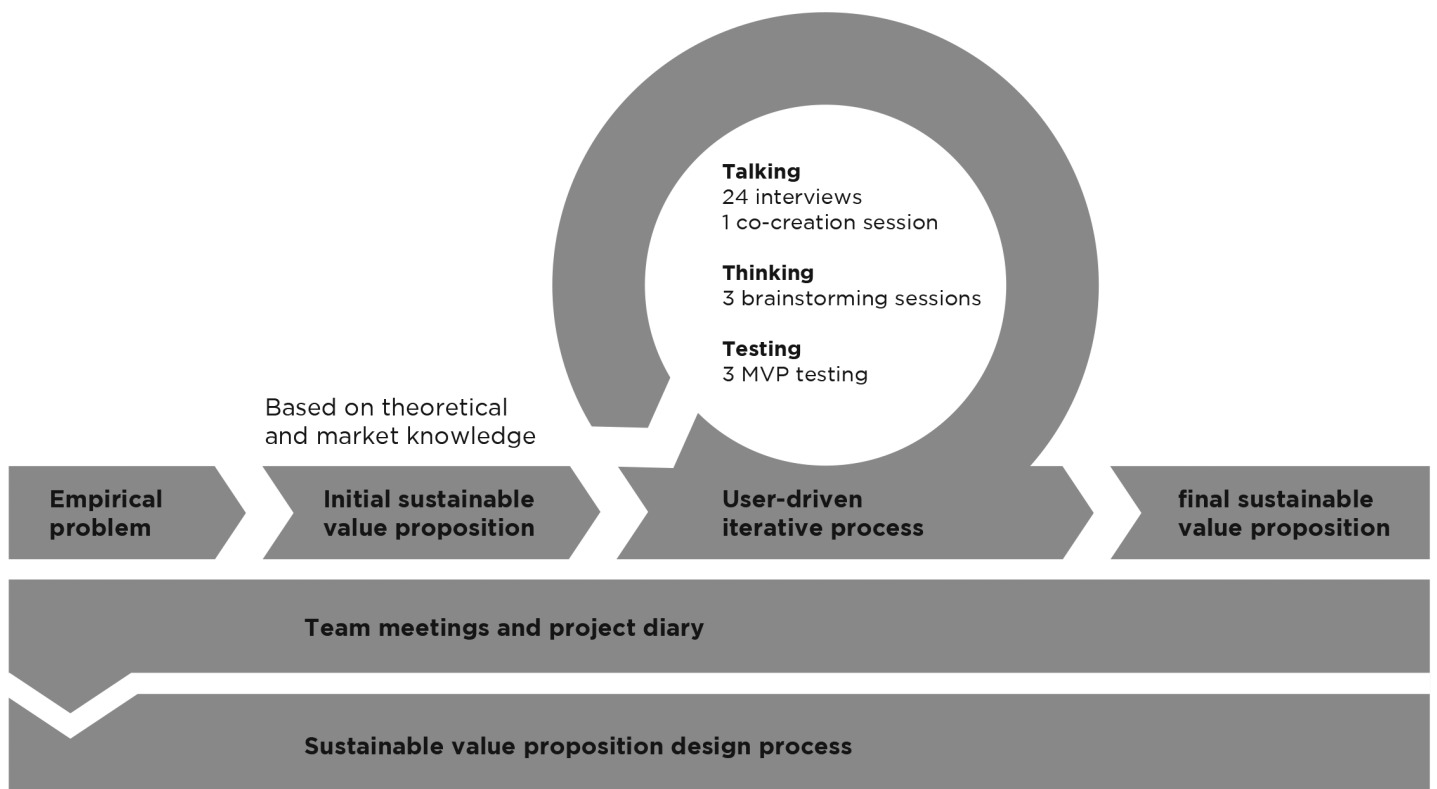 Talking
24 interviews
1 co-creation session
Thinking
3 brainstorming sessions
Testing
3 MVP testing
Based on theoretical
and market knowledge
Empirical
problem
Initial sustainable
value proposition
User-driven
iterative process
final sustainable
value proposition
Team meetings and project diary
Sustainable value proposition design process